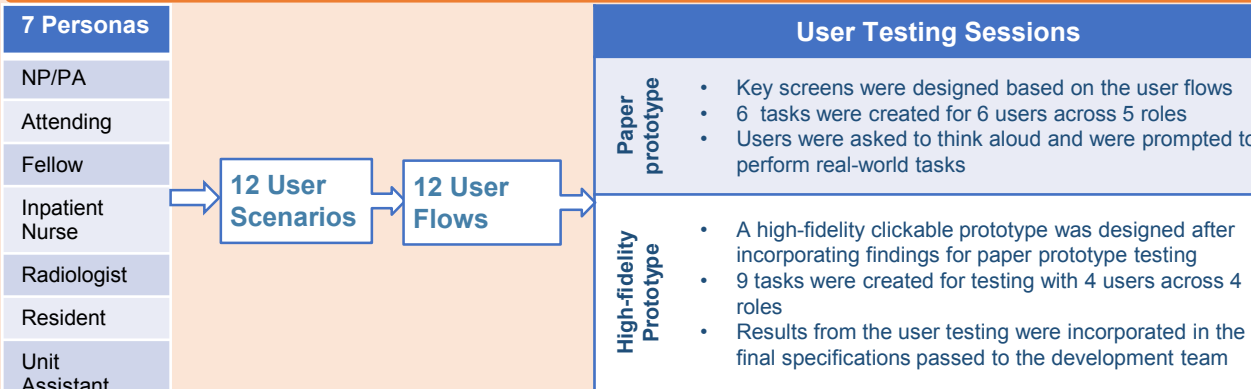 7 Personas
NP/PA
Attending
Fellow
Inpatient
Nurse
Radiologist
Resident
Unit
Assistant
12 User
Scenarios
12 User
Flows
User Testing Sessions
Paper
prototype
• Key screens were designed based on the user flows
• 6 tasks were created for 6 users across 5 roles
• Users were asked to think aloud and were prompted to
perform real-world tasks
High-fidelity
Prototype
• A high-fidelity clickable prototype was designed after
incorporating findings for paper prototype testing
• 9 tasks were created for testing with 4 users across 4
roles
• Results from the user testing were incorporated in the
final specifications passed to the development team